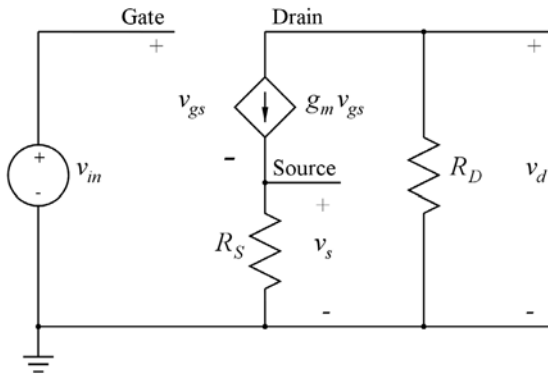 Gate
Drain
+
+
v_gs
g_m v_gs
+
-
v_in
-
Source
R_D
v_d
+
R_S
v_s
-
-